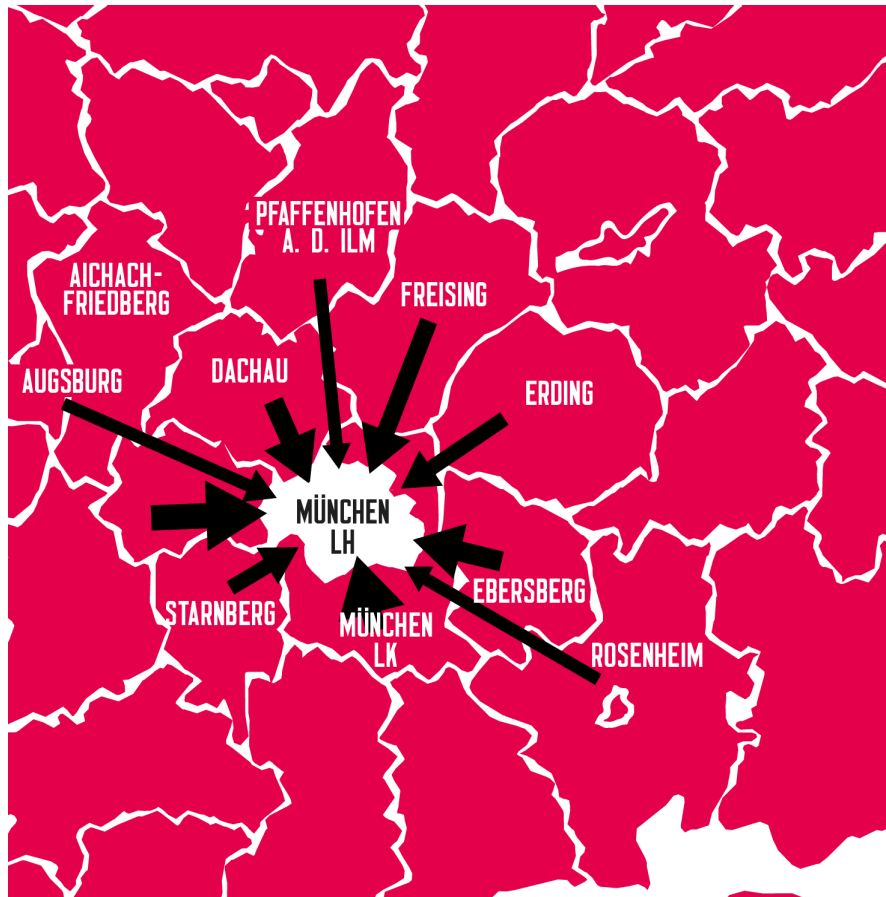 PFAFFENHOFEN
A. D. ILM
AICHACH-
FRIEDBERG
FREISING
AUGSBURG
DACHAU
ERDING
MÜNCHEN
LH
STARNBERG
EBERSBERG
MÜNCHEN
LK
ROSENHEIM